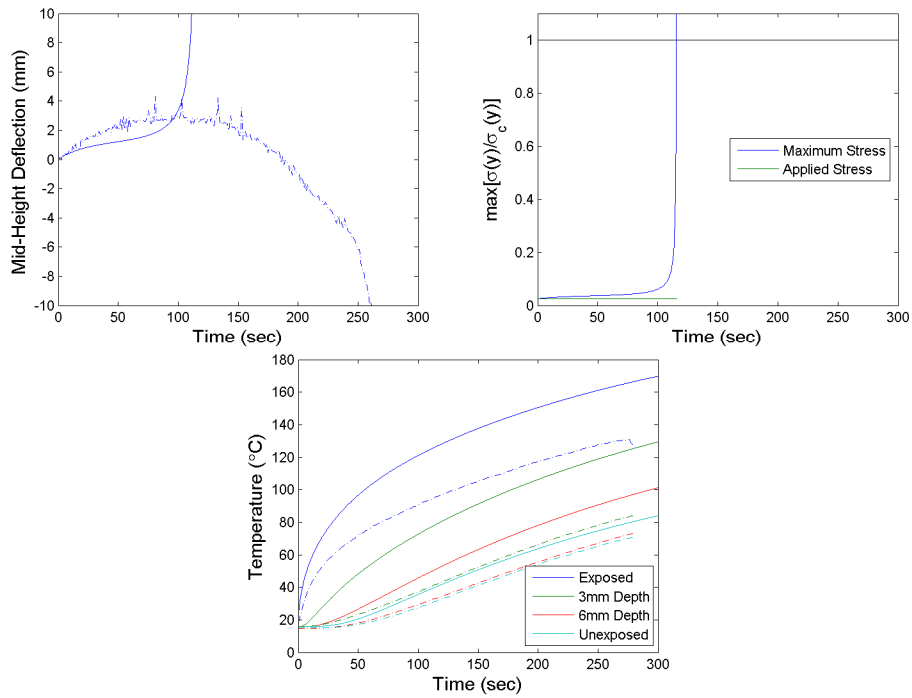 Mid-Height Deflection (mm)
10
8
6
4
2
0
-2
-4
-6
-8
-10
0 50 100 150 200 250 300
Time (sec)
max[σ(y)/σc(y)]
1
0.8
0.6
0.4
0.2
0
Maximum Stress
Applied Stress
0 50 100 150 200 250 300
Time (sec)
Temperature (°C)
180
160
140
120
100
80
60
40
20
0
Exposed
3mm Depth
6mm Depth
Unexposed
0 50 100 150 200 250 300
Time (sec)